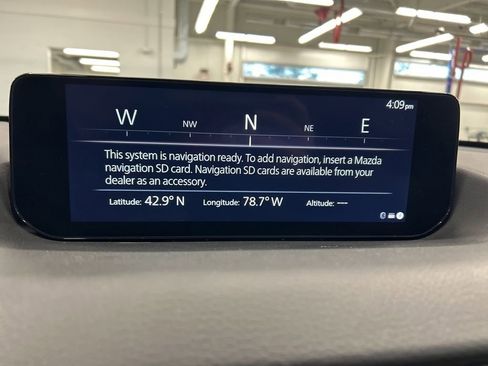 4:09pm
W NW N NE E
This system is navigation ready. To add navigation, insert a Mazda
navigation SD card. Navigation SD cards are available from your
dealer as an accessory.
Latitude: 42.9° N Longitude: 78.7° W Altitude: ---